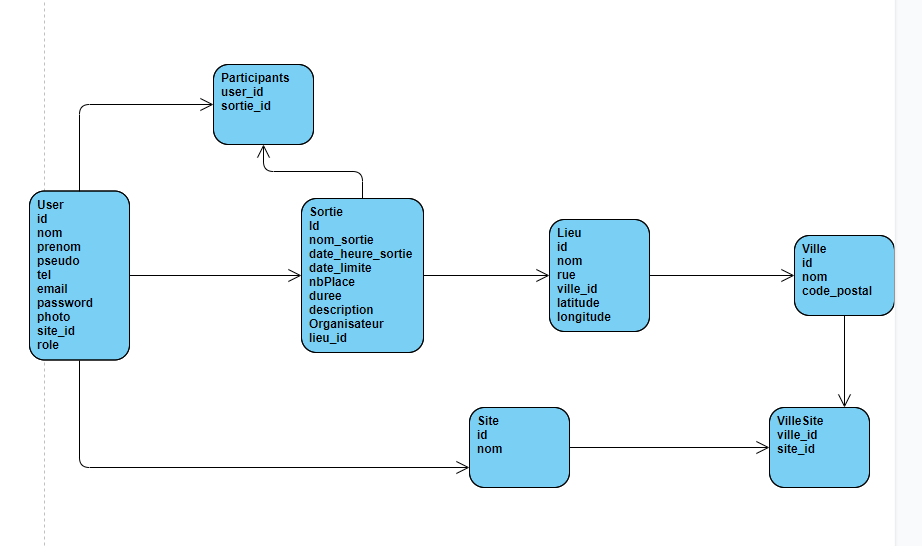 Participants
user_id
sortie_id
User
id
nom
prenom
pseudo
tel
email
password
photo
site_id
role
Sortie
Id
nom_sortie
date_heure_sortie
date_limite
nbPlace
duree
description
Organisateur
lieu_id
Lieu
id
nom
rue
ville_id
latitude
longitude
Ville
id
nom
code_postal
Site
id
nom
VilleSite
ville_id
site_id